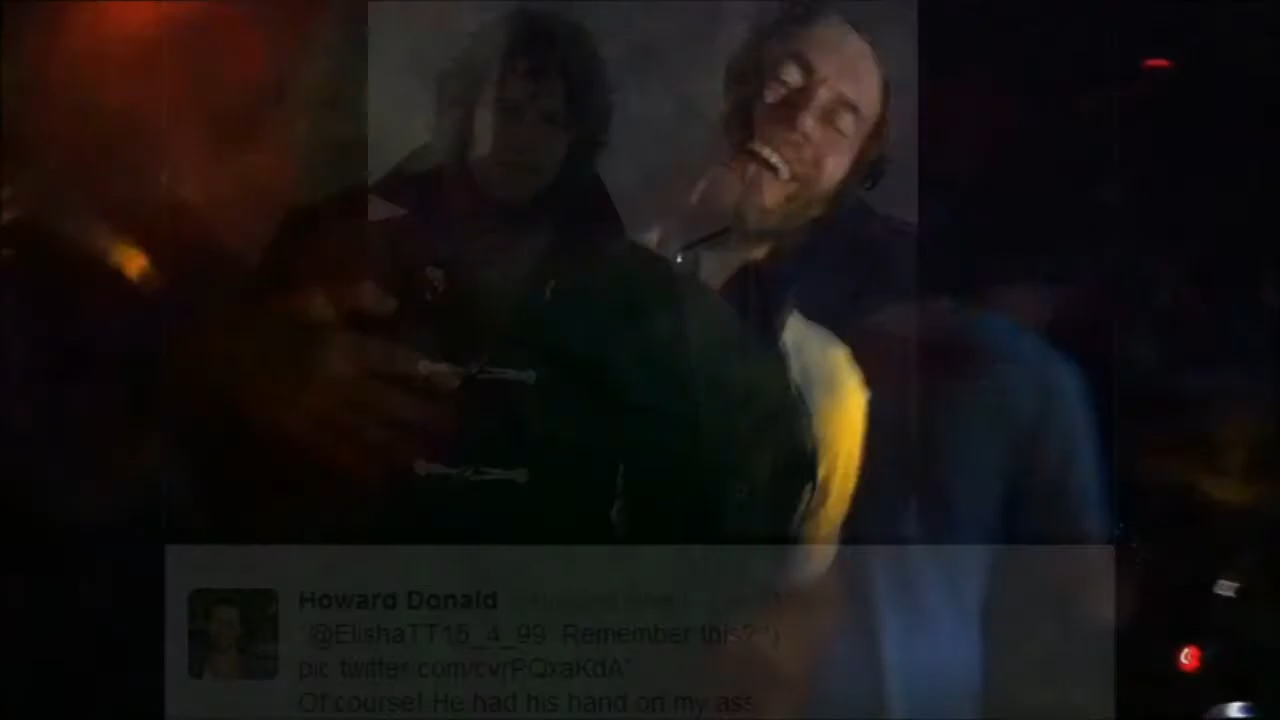 Howard Donald
"@ElishaTT15_4_99: Remember this? :')
pic.twitter.com/cvrPQxaKdA"
Of course! He had his hand on my ass